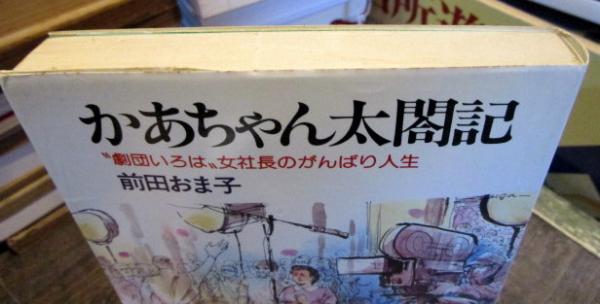 かあちゃん太閤記
〝劇団いろは〟女社長のがんばり人生
前田おま子